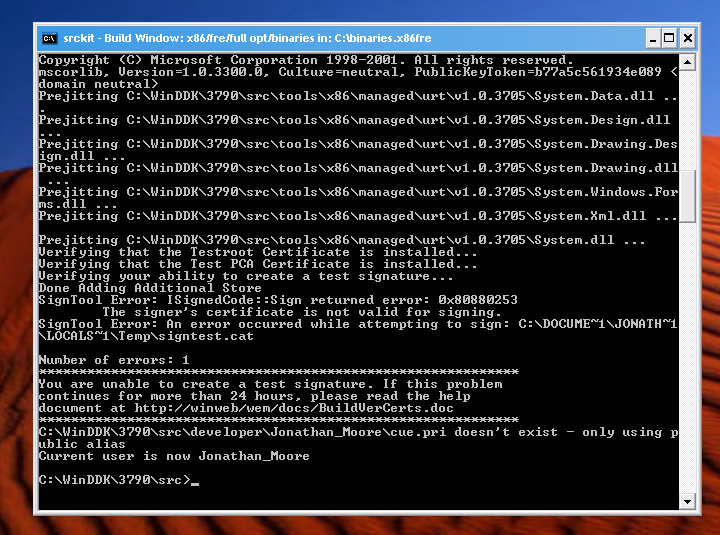 srckit - Build Window: x86/fre/full opt/binaries in: C:\binaries.x86fre
Copyright (C) Microsoft Corporation 1998-2001. All rights reserved.
mscorlib, Version=1.0.3300.0, Culture=neutral, PublicKeyToken=b77a5c561934e089 <
domain neutral>
Prejitting C:\WinDDK\3790\src\tools\x86\managed\urt\v1.0.3705\System.Data.dll ..
.
Prejitting C:\WinDDK\3790\src\tools\x86\managed\urt\v1.0.3705\System.Design.dll
...
Prejitting C:\WinDDK\3790\src\tools\x86\managed\urt\v1.0.3705\System.Drawing.Des
ign.dll ...
Prejitting C:\WinDDK\3790\src\tools\x86\managed\urt\v1.0.3705\System.Drawing.dll
 ...
Prejitting C:\WinDDK\3790\src\tools\x86\managed\urt\v1.0.3705\System.Windows.For
ms.dll ...
Prejitting C:\WinDDK\3790\src\tools\x86\managed\urt\v1.0.3705\System.Xml.dll ...
Prejitting C:\WinDDK\3790\src\tools\x86\managed\urt\v1.0.3705\System.dll ...
Verifying that the Testroot Certificate is installed...
Verifying that the Test PCA Certificate is installed...
Verifying your ability to create a test signature...
Done Adding Additional Store
SignTool Error: ISignedCode::Sign returned error: 0x80880253
        The signer's certificate is not valid for signing.
SignTool Error: An error occurred while attempting to sign: C:\DOCUME~1\JONATH~1
\LOCALS~1\Temp\signtest.cat
Number of errors: 1
************************************************************
You are unable to create a test signature. If this problem
continues for more than 24 hours, please read the help
document at http://winweb/wem/docs/BuildVerCerts.doc
************************************************************
C:\WinDDK\3790\src\developer\Jonathan_Moore\cue.pri doesn't exist - only using p
ublic alias
Current user is now Jonathan_Moore
C:\WinDDK\3790\src>_